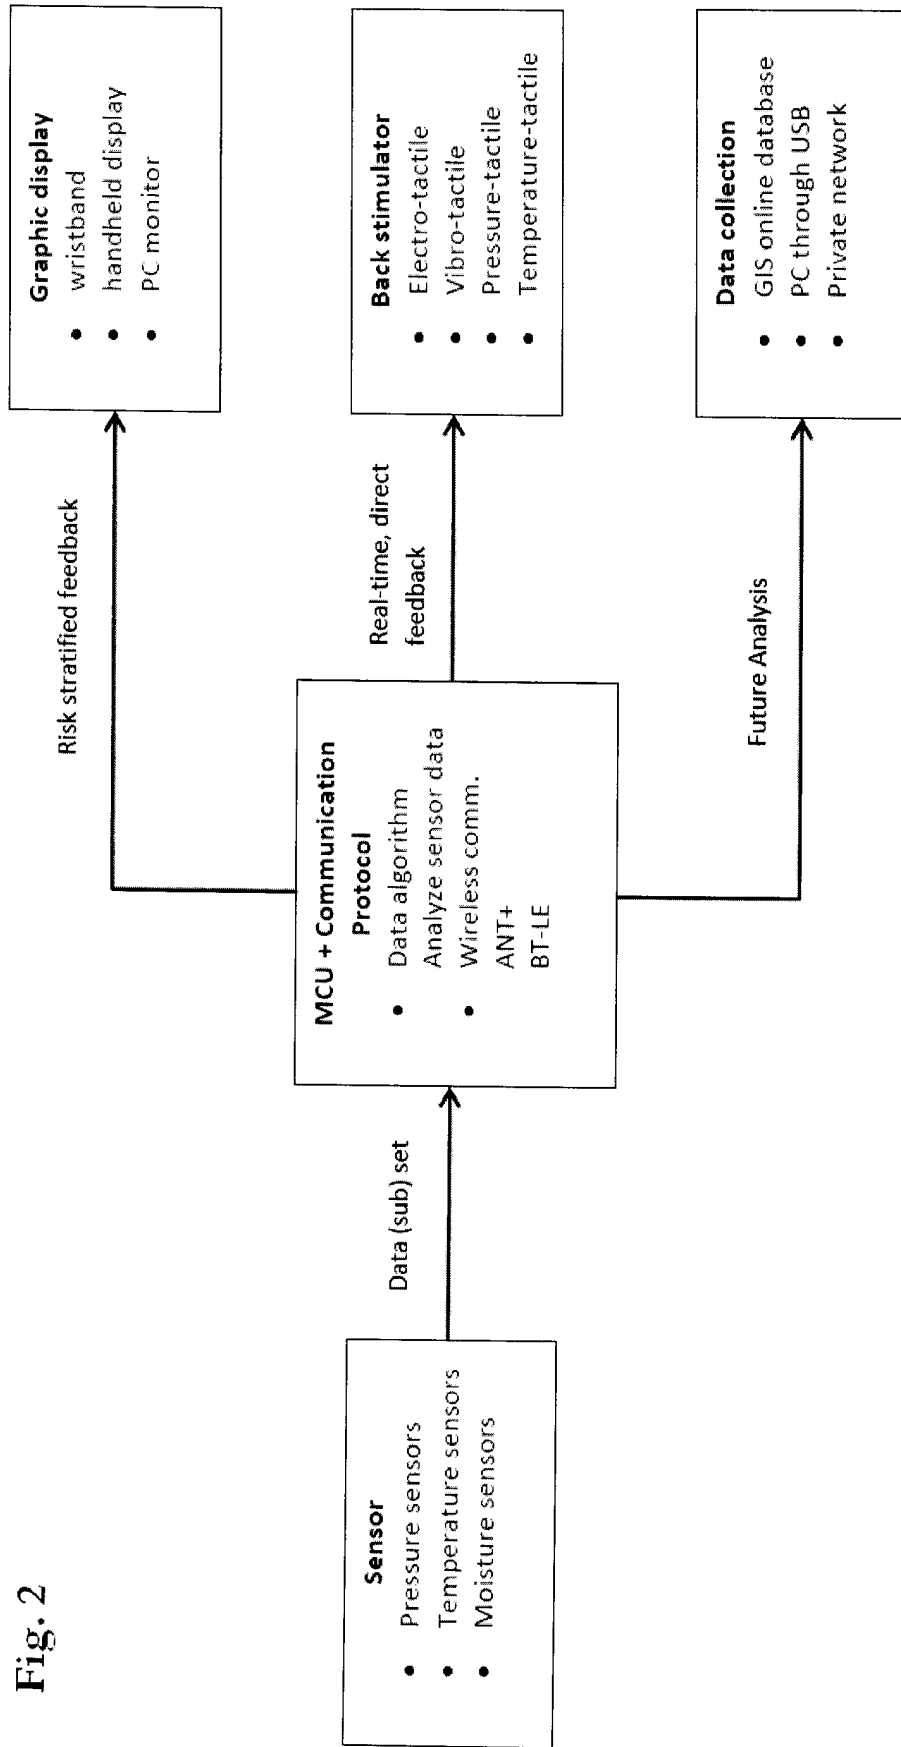 Fig. 2
Sensor
• Pressure sensors
• Temperature sensors
• Moisture sensors
Data (sub) set
MCU + Communication
Protocol
• Data algorithm
Analyze sensor data
• Wireless comm.
ANT+
BT-LE
Risk stratified feedback
Real-time, direct
feedback
Future Analysis
Graphic display
• wristband
• handheld display
• PC monitor
Back stimulator
• Electro-tactile
• Vibro-tactile
• Pressure-tactile
• Temperature-tactile
Data collection
• GIS online database
• PC through USB
• Private network